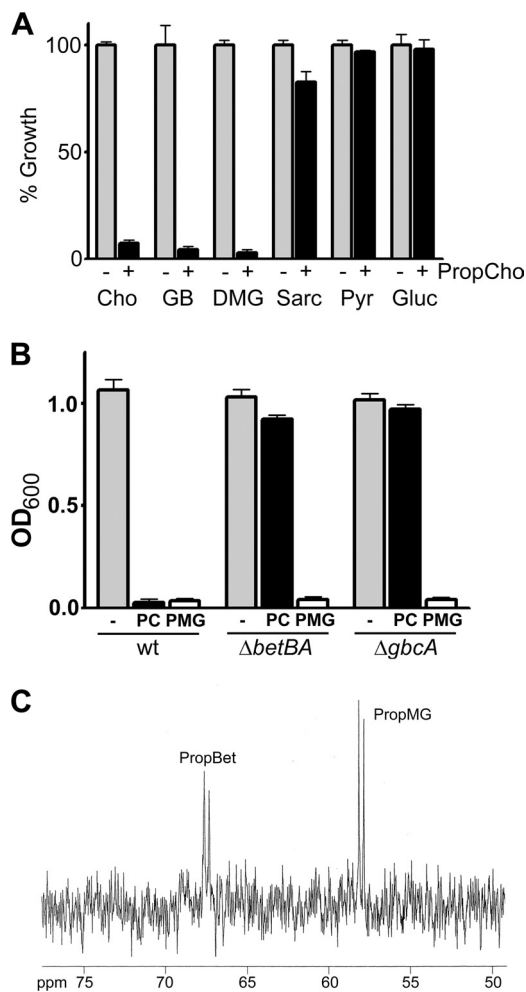 A
100
% Growth
50
0
- + - + - + - + - + - + PropCho
Cho GB DMG Sarc Pyr Gluc
B
1.0
OD600
0.5
0.0
- PC PMG - PC PMG - PC PMG
wt ΔbetBA ΔgbcA
C
PropMG
PropBet
ppm 75 70 65 60 55 50